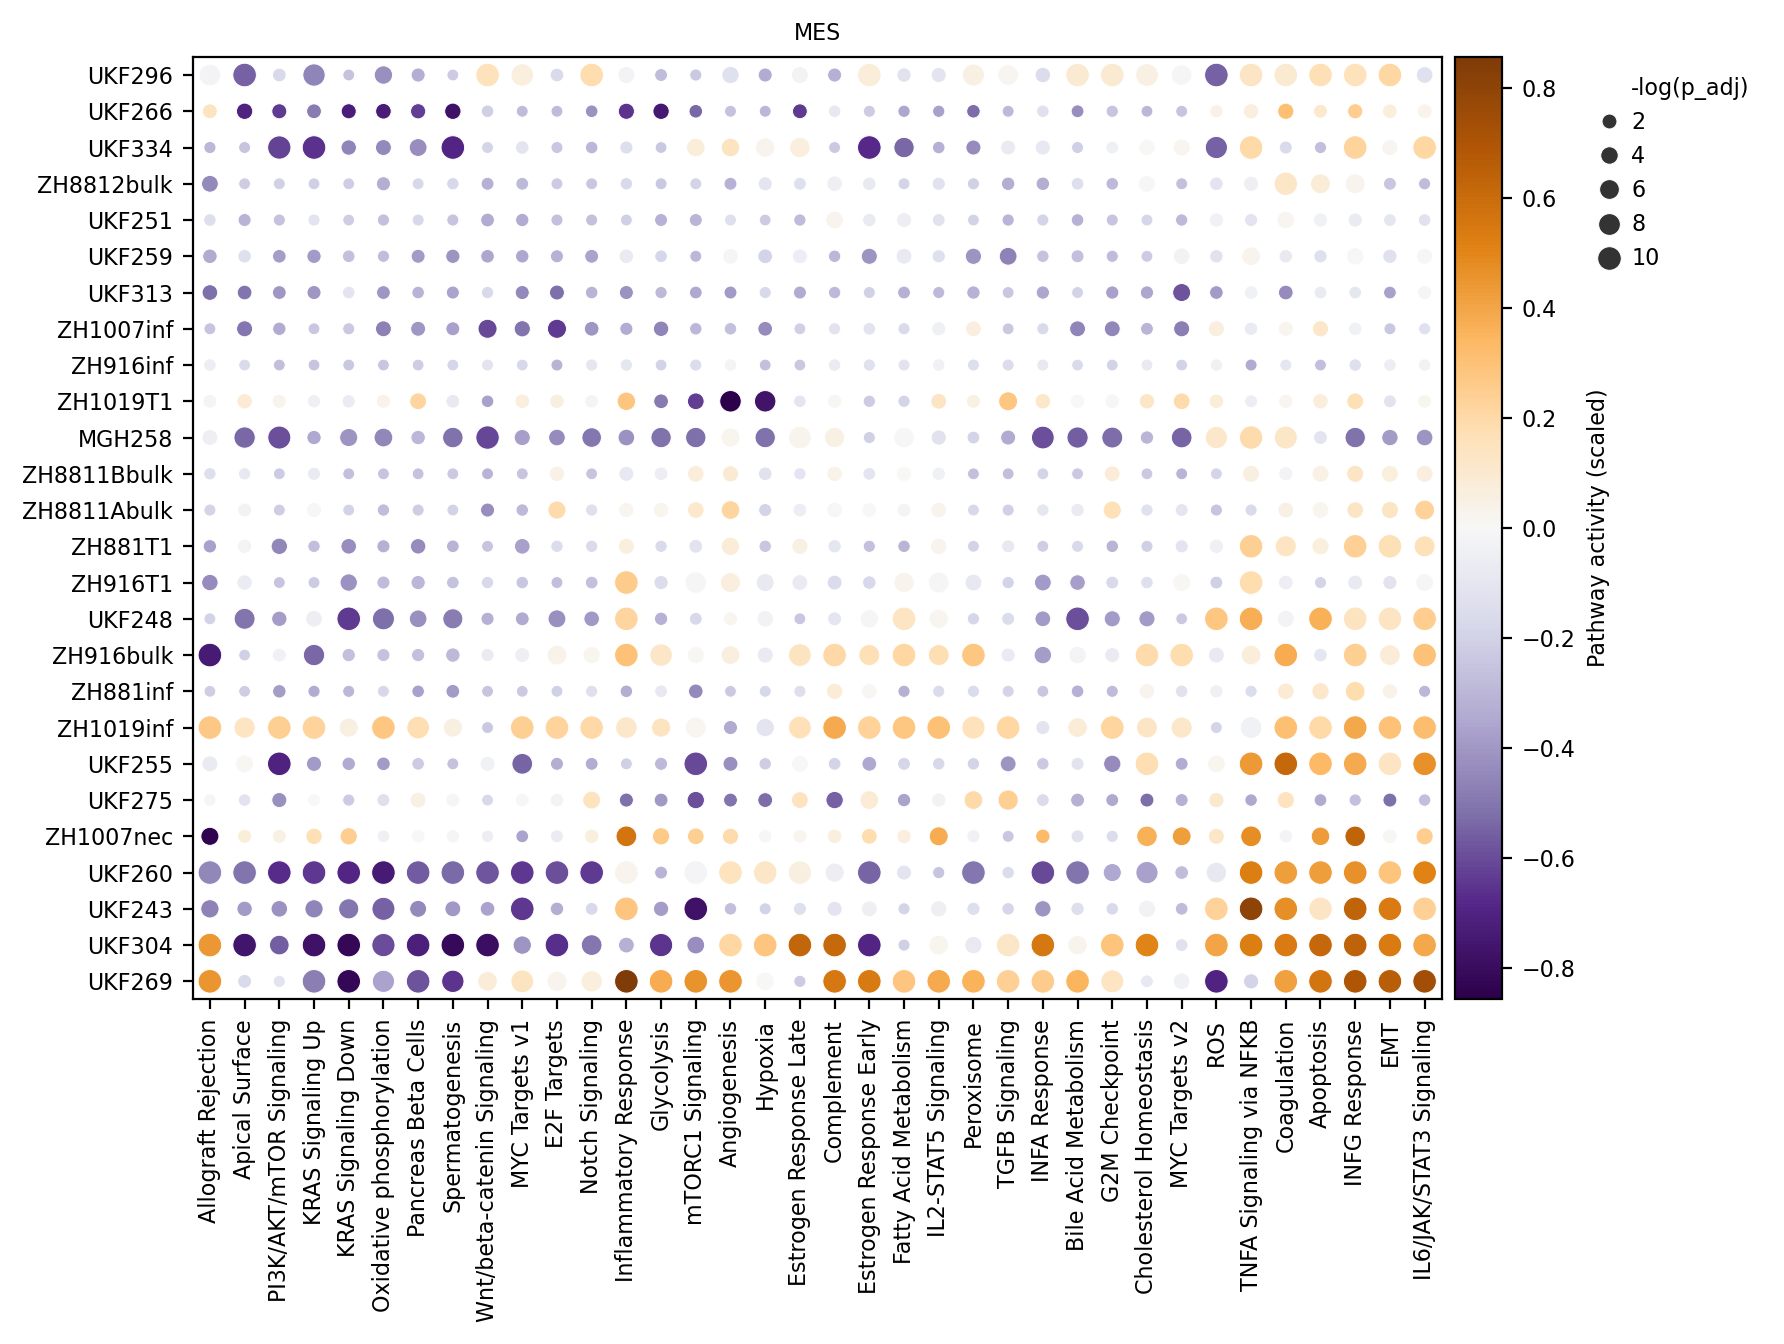 MES
UKF296
UKF266
UKF334
ZH8812bulk
UKF251
UKF259
UKF313
ZH1007inf
ZH916inf
ZH1019T1
MGH258
ZH8811Bbulk
ZH8811Abulk
ZH881T1
ZH916T1
UKF248
ZH916bulk
ZH881inf
ZH1019inf
UKF255
UKF275
ZH1007nec
UKF260
UKF243
UKF304
UKF269
Allograft Rejection
Apical Surface
PI3K/AKT/mTOR Signaling
KRAS Signaling Up
KRAS Signaling Down
Oxidative phosphorylation
Pancreas Beta Cells
Spermatogenesis
Wnt/beta-catenin Signaling
MYC Targets v1
E2F Targets
Notch Signaling
Inflammatory Response
Glycolysis
mTORC1 Signaling
Angiogenesis
Hypoxia
Estrogen Response Late
Complement
Estrogen Response Early
Fatty Acid Metabolism
IL2-STAT5 Signaling
Peroxisome
TGFB Signaling
INFA Response
Bile Acid Metabolism
G2M Checkpoint
Cholesterol Homeostasis
MYC Targets v2
ROS
TNFA Signaling via NFKB
Coagulation
Apoptosis
INFG Response
EMT
IL6/JAK/STAT3 Signaling
0.8
0.6
0.4
0.2
0.0
−0.2
−0.4
−0.6
−0.8
Pathway activity (scaled)
-log(p_adj)
2
4
6
8
10